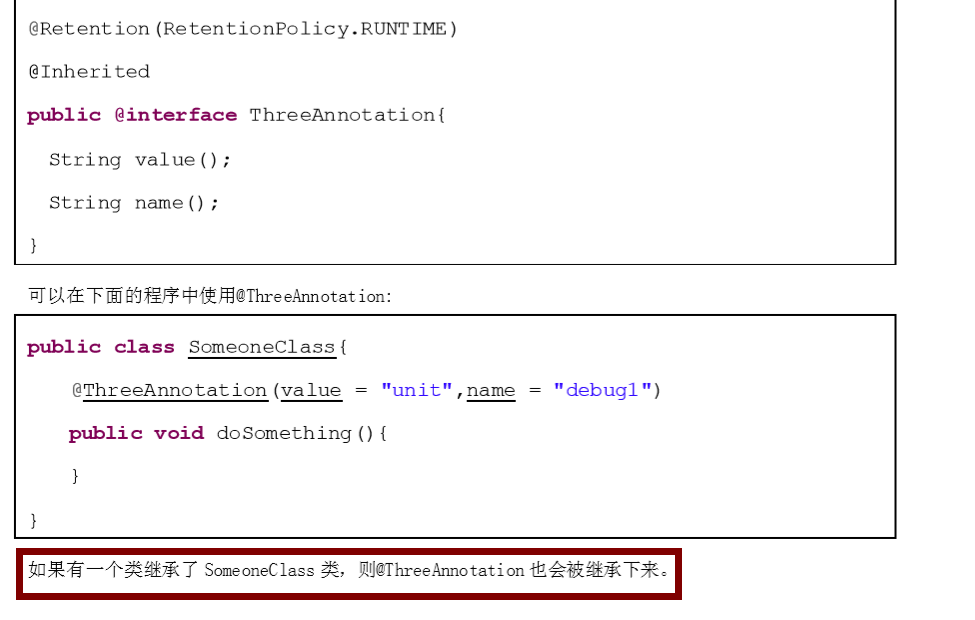 @Retention(RetentionPolicy.RUNTIME)
@Inherited
public @interface ThreeAnnotation{
String value();
String name();
}
可以在下面的程序中使用@ThreeAnnotation:
public class SomeoneClass{
@ThreeAnnotation(value = "unit",name = "debug1")
public void doSomething(){
}
}
如果有一个类继承了 SomeoneClass 类，则@ThreeAnnotation 也会被继承下来。